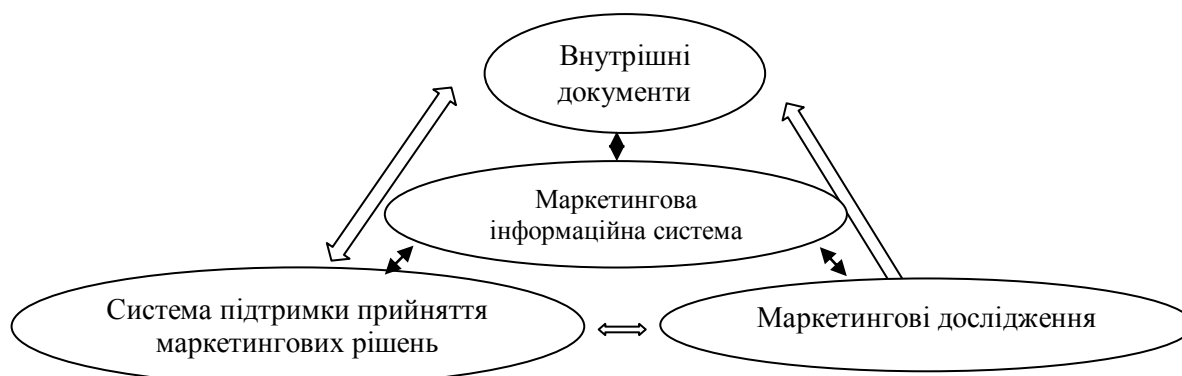 Внутрішні
документи
Маркетингова
інформаційна система
Система підтримки прийняття
маркетингових рішень
Маркетингові дослідження